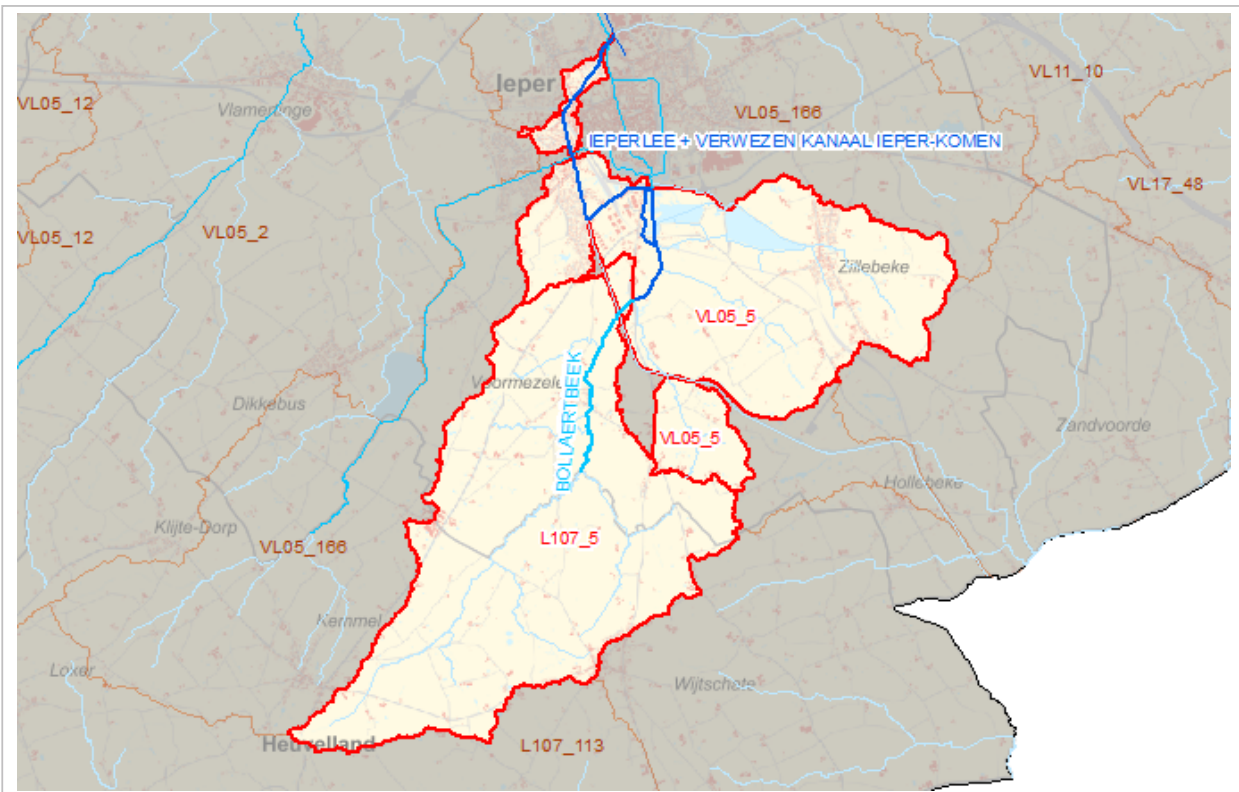 VL11_10
Ieper
VL05_12
Vlamertinge
VL05_166
IEPERLEE + VERWEZEN KANAAL IEPER-KOMEN
VL17_48
VL05_12
VL05_2
Zillebeke
VL05_5
Voormezele
Dikkebus
BOLLAERTBEEK
Zandvoorde
VL05_5
Hollebeke
Klijte-Dorp
L107_5
VL05_166
Kemmel
Loker
Wijtschate
Heuvelland
L107_113